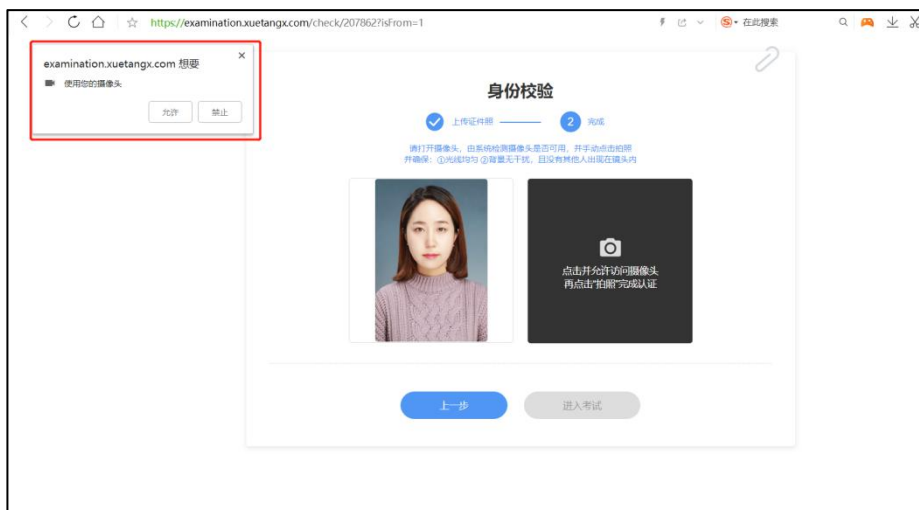 https://examination.xuetangx.com/check/207862?isFrom=1
在此搜索
examination.xuetangx.com 想要
使用您的摄像头
允许
禁止
身份校验
上传证件照
2
完成
请打开摄像头，由系统检测摄像头是否可用，并手动点击拍照
并确保：①光线均匀 ②背景无干扰，且没有其他人出现在镜头内
点击并允许访问摄像头
再点击“拍照”完成认证
上一步
进入考试